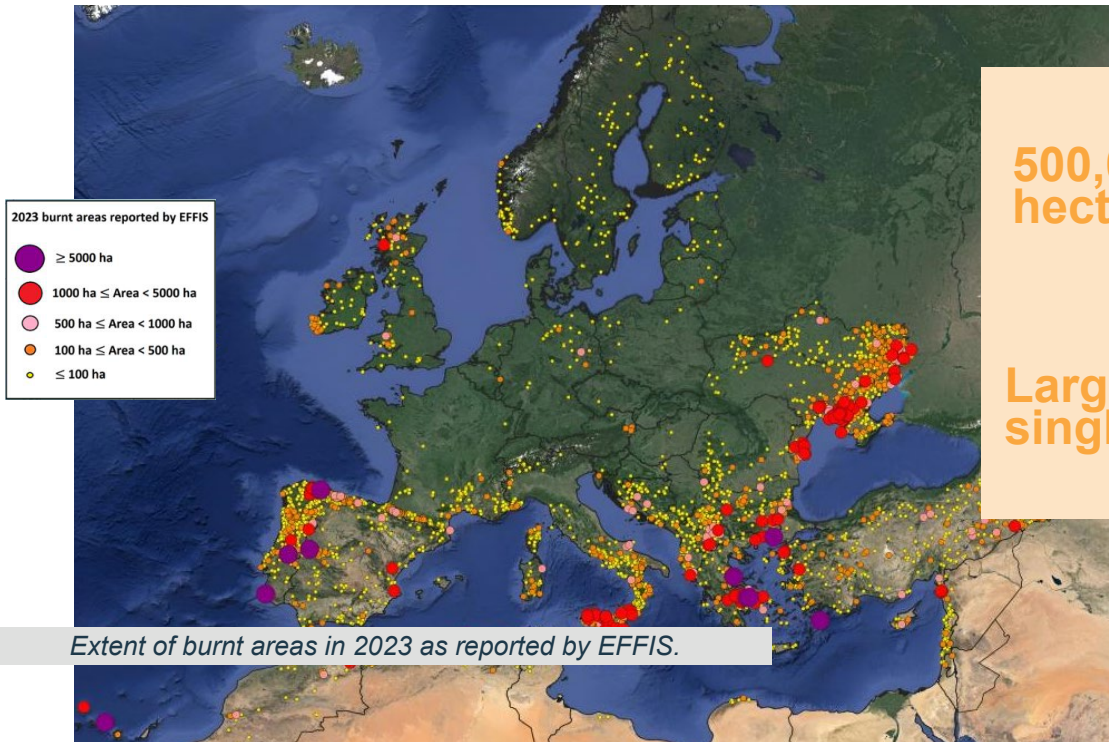 2023 burnt areas reported by EFFIS
≥ 5000 ha
1000 ha ≤ Area < 5000 ha
500 ha ≤ Area < 1000 ha
100 ha ≤ Area < 500 ha
≤ 100 ha
Extent of burnt areas in 2023 as reported by EFFIS.